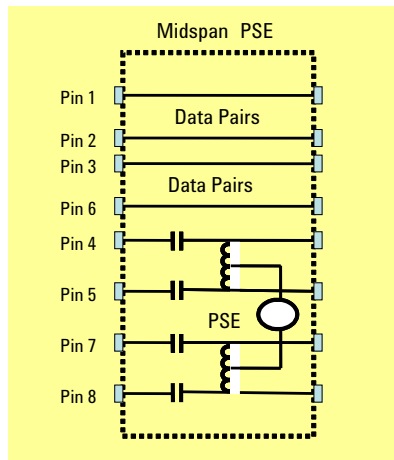 Midspan PSE
Pin 1
Data Pairs
Pin 2
Pin 3
Data Pairs
Pin 6
Pin 4
Pin 5
PSE
Pin 7
Pin 8